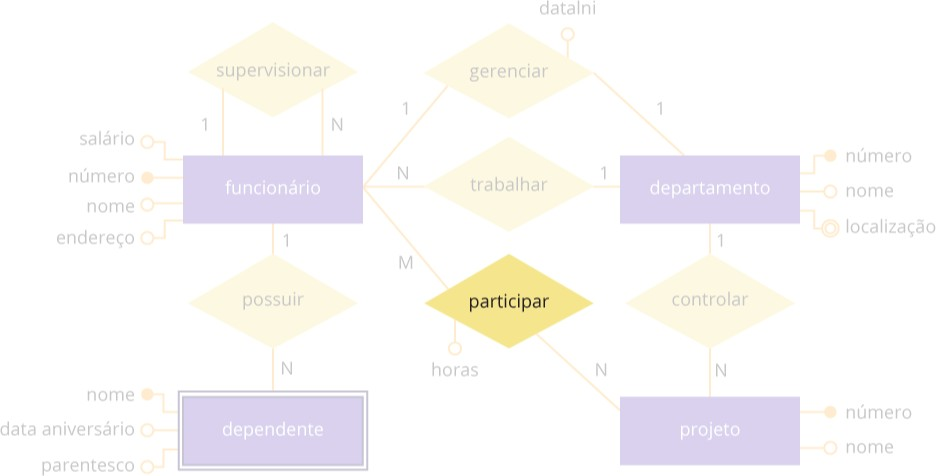 dataIni
supervisionar
gerenciar
1
1
1
N
salário
número
nome
endereço
funcionário
N
trabalhar
1
departamento
número
nome
localização
1
1
M
possuir
participar
controlar
horas
N
N
N
nome
data aniversário
parentesco
dependente
projeto
número
nome